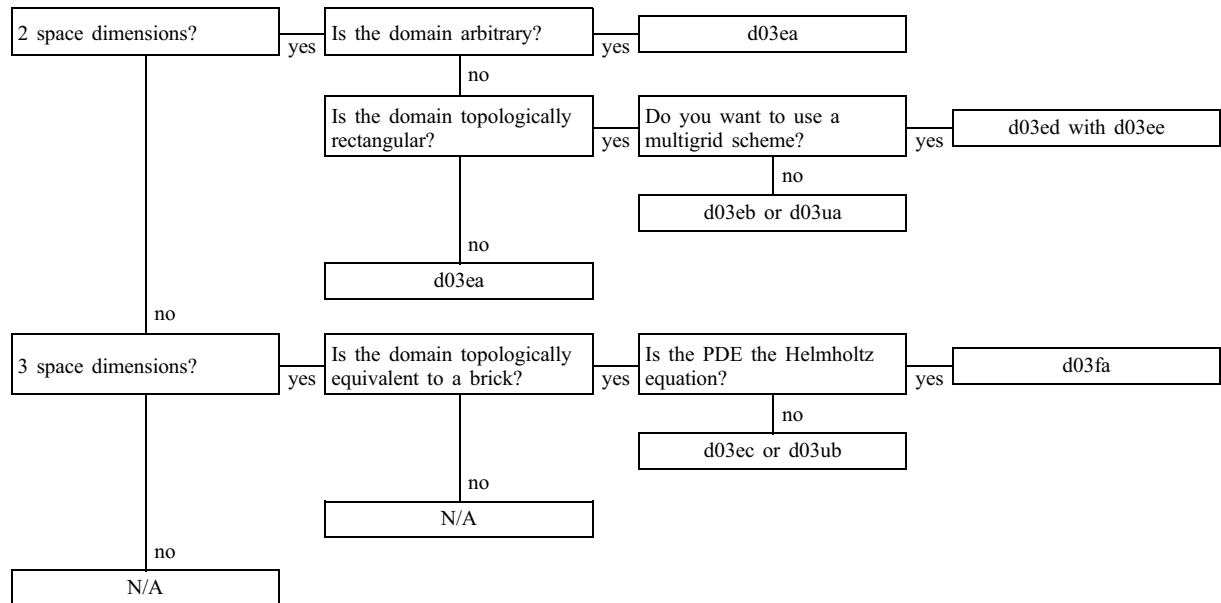 2 space dimensions?
yes
Is the domain arbitrary?
yes
d03ea
no
Is the domain topologically
rectangular?
yes
Do you want to use a
multigrid scheme?
yes
d03ed with d03ee
no
d03eb or d03ua
no
d03ea
no
3 space dimensions?
yes
Is the domain topologically
equivalent to a brick?
yes
Is the PDE the Helmholtz
equation?
yes
d03fa
no
d03ec or d03ub
no
N/A
no
N/A